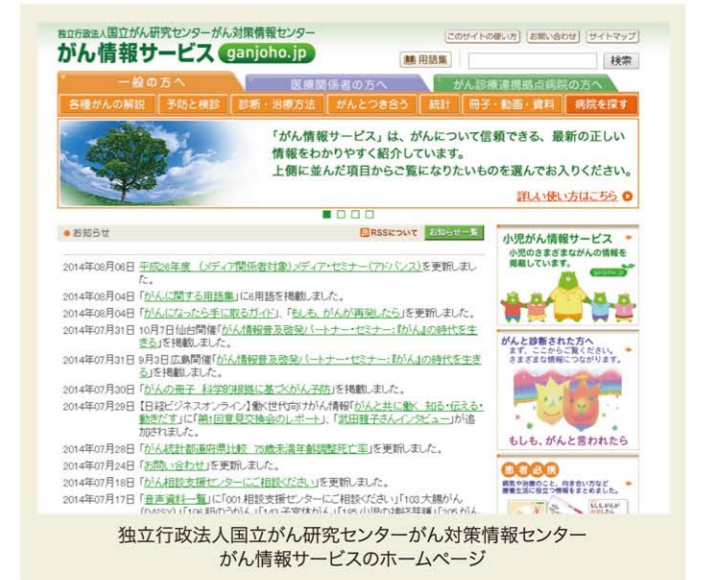 独立行政法人国立がん研究センターがん対策情報センター
がん情報サービス ganjoho.jp
このサイトの使い方 お問い合わせ サイトマップ
用語集 検索
一般の方へ 医療関係者の方へ がん診療連携拠点病院の方へ
各種がんの解説 予防と検診 診断・治療方法 がんとつき合う 統計 冊子・動画・資料 病院を探す
「がん情報サービス」は、がんについて信頼できる、最新の正しい
情報をわかりやすく紹介しています。
上側に並んだ項目からご覧になりたいものを選んでお入りください。
詳しい使い方はこちら
お知らせ RSSについて お知らせ一覧
2014年08月06日 平成26年度 (メディア関係者対象)メディア・セミナー(アドバンス)を更新しまし
た。
2014年08月04日 「がんに関する用語集」に6用語を掲載しました。
2014年08月04日 「がんになったら手に取るガイド」、「もしも、がんが再発したら」を更新しました。
2014年07月31日 10月7日仙台開催「がん情報普及啓発パートナー・セミナー:『がん』の時代を生
きる」を掲載しました。
2014年07月31日 9月3日広島開催「がん情報普及啓発パートナー・セミナー:『がん』の時代を生き
る」を掲載しました。
2014年07月30日 「がんの冊子 科学的根拠に基づくがん予防」を掲載しました。
2014年07月29日 【日経ビジネスオンライン】働く世代向けがん情報「がんと共に働く 知る・伝える・
動きだす」に「第1回意見交換会のレポート」、「武田雅子さんインタビュー」が追
加されました。
2014年07月28日 「がん統計都道府県比較 75歳未満年齢調整死亡率」を更新しました。
2014年07月24日 「お問い合わせ」を更新しました。
2014年07月18日 「がん相談支援センターにご相談ください」を更新しました。
2014年07月17日 「音声資料一覧」に「001 相談支援センターにご相談ください」「103 大腸がん
小児がん情報サービス
小児のさまざまながんの情報を
掲載しています。
ganjoho.jp
がんと診断された方へ
まず、ここからご覧ください。
さまざまな情報につながります。
もしも、がんと言われたら
患者必携
病気や治療のこと、向き合い方など
療養生活に役立つ情報をまとめました。
独立行政法人国立がん研究センターがん対策情報センター
がん情報サービスのホームページ